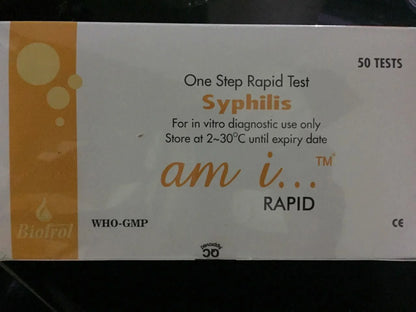 50 TESTS
One Step Rapid Test
Syphilis
For in vitro diagnostic use only
Store at 2~30°C until expiry date
am i...™
RAPID
Biotrol
WHO-GMP
CE
QC